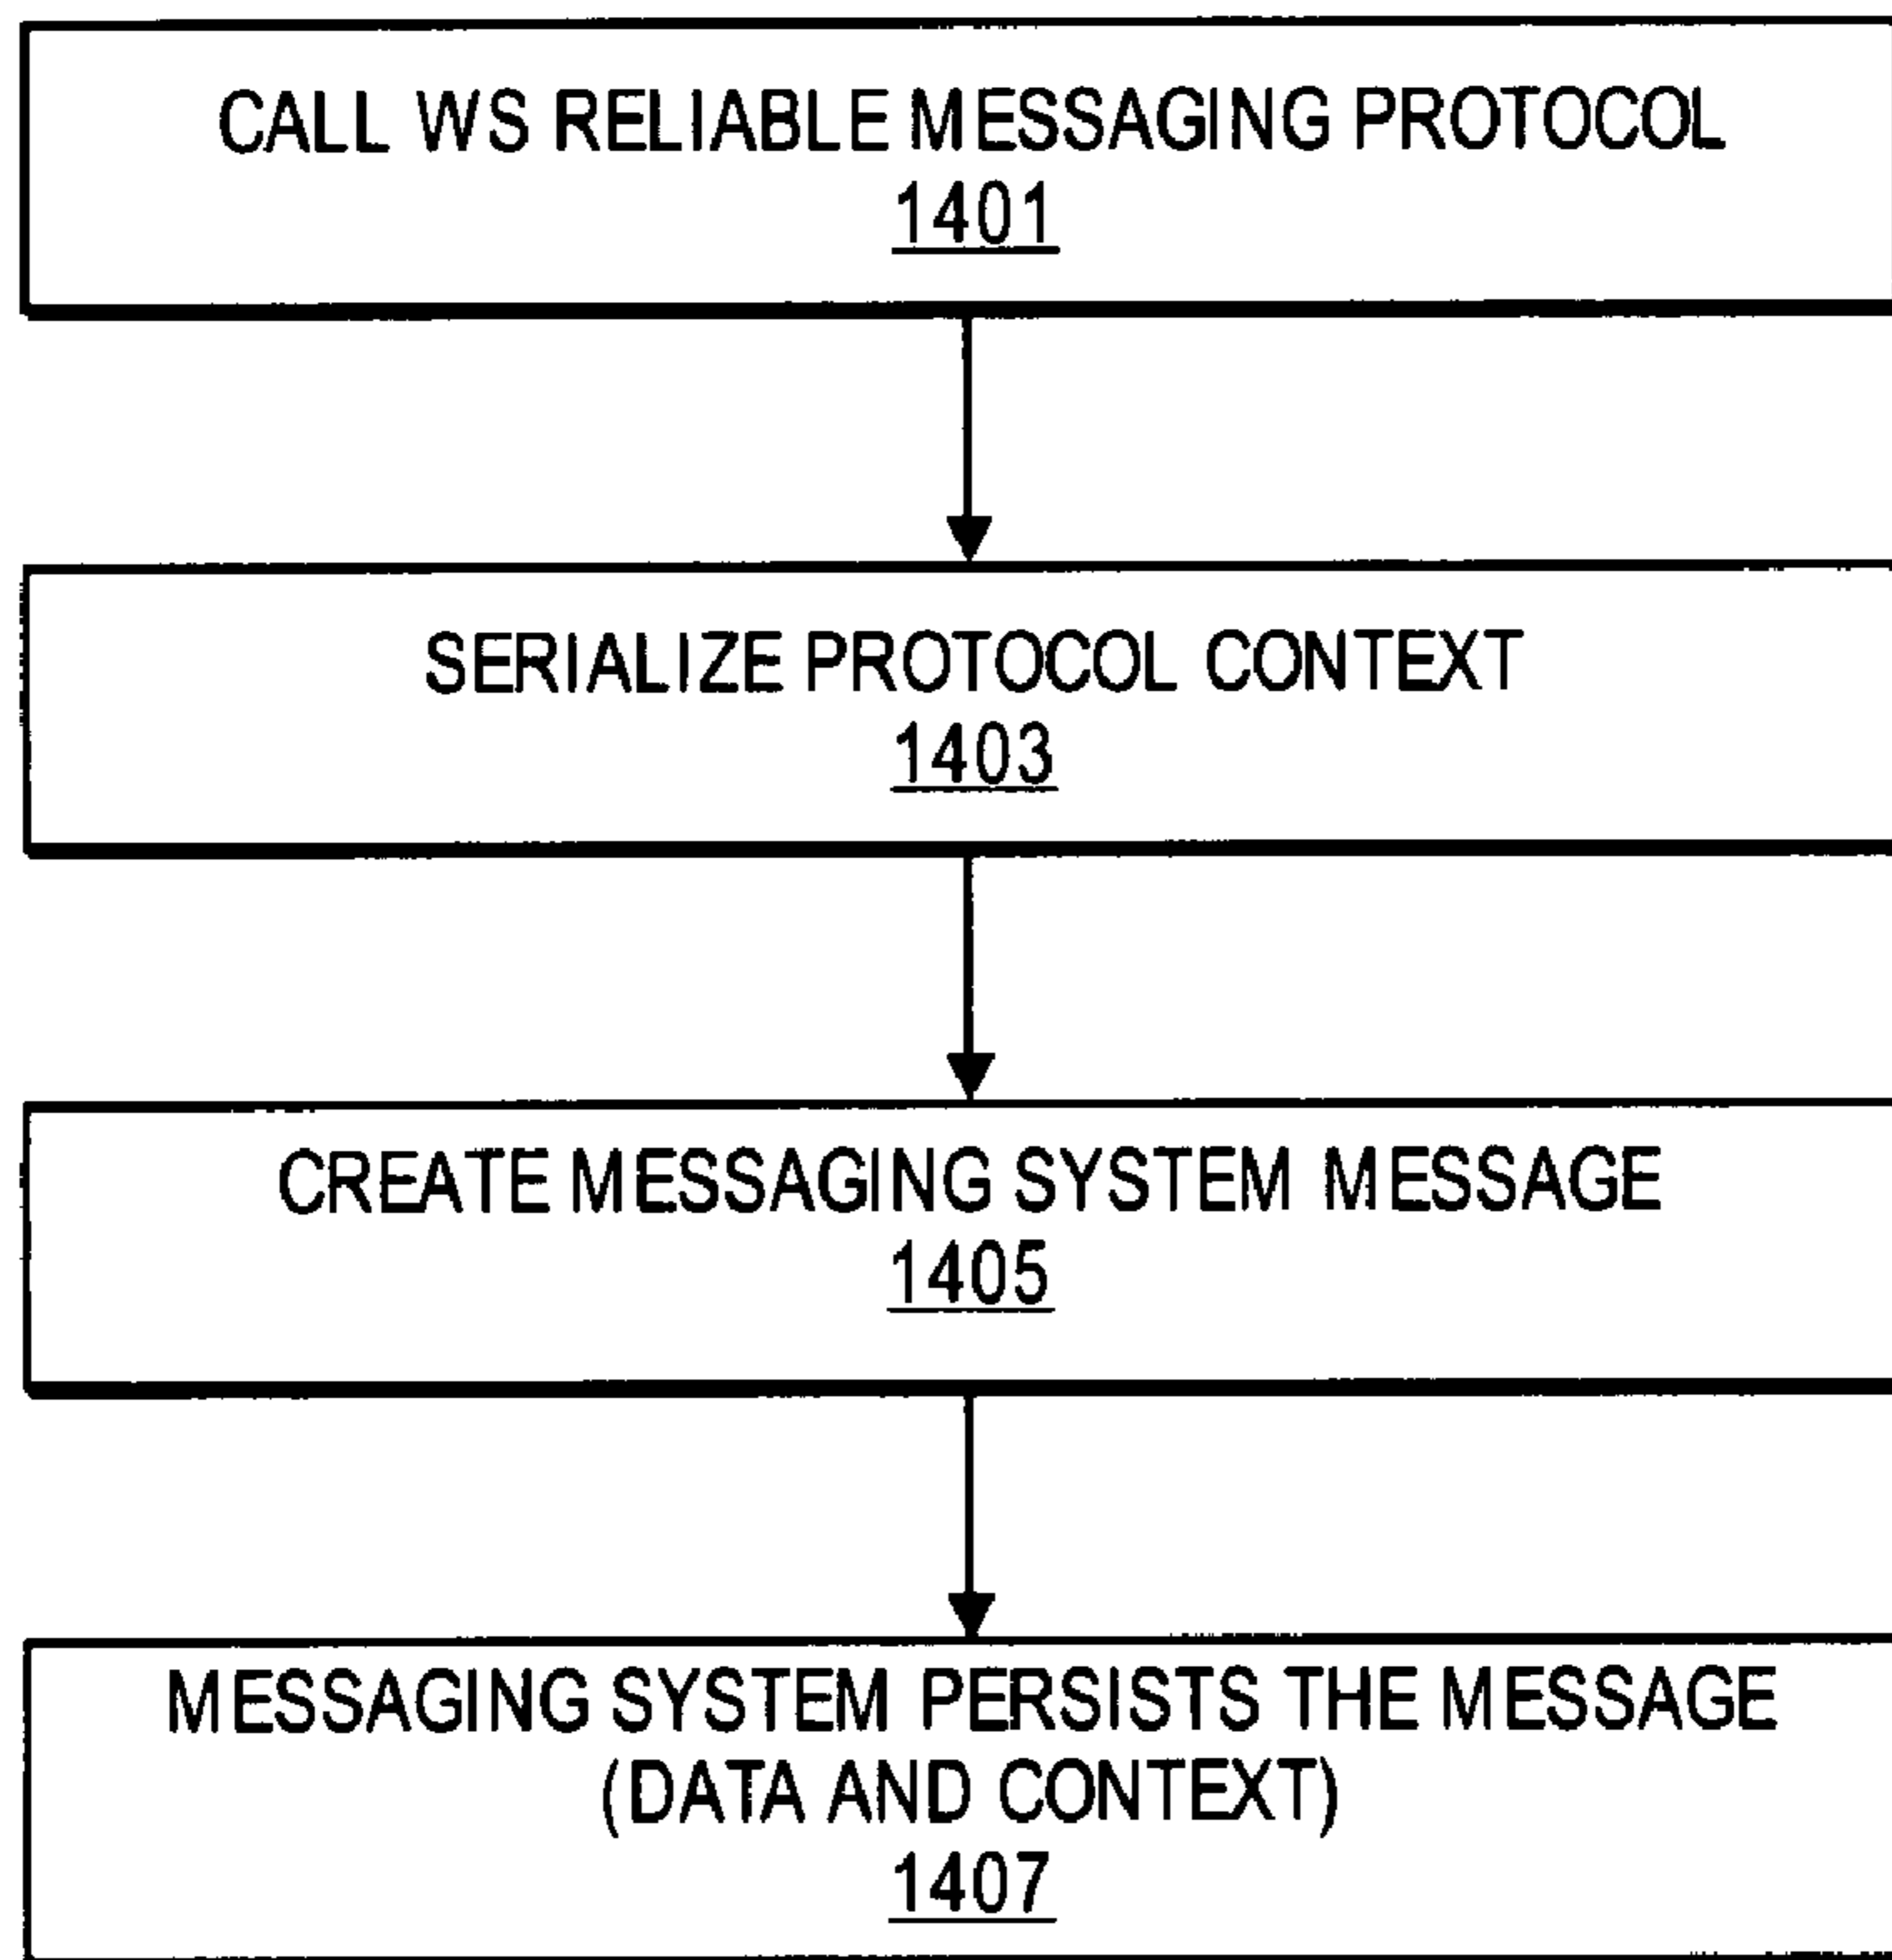 CALL WS RELIABLE MESSAGING PROTOCOL
1401
SERIALIZE PROTOCOL CONTEXT
1403
CREATE MESSAGING SYSTEM MESSAGE
1405
MESSAGING SYSTEM PERSISTS THE MESSAGE
(DATA AND CONTEXT)
1407